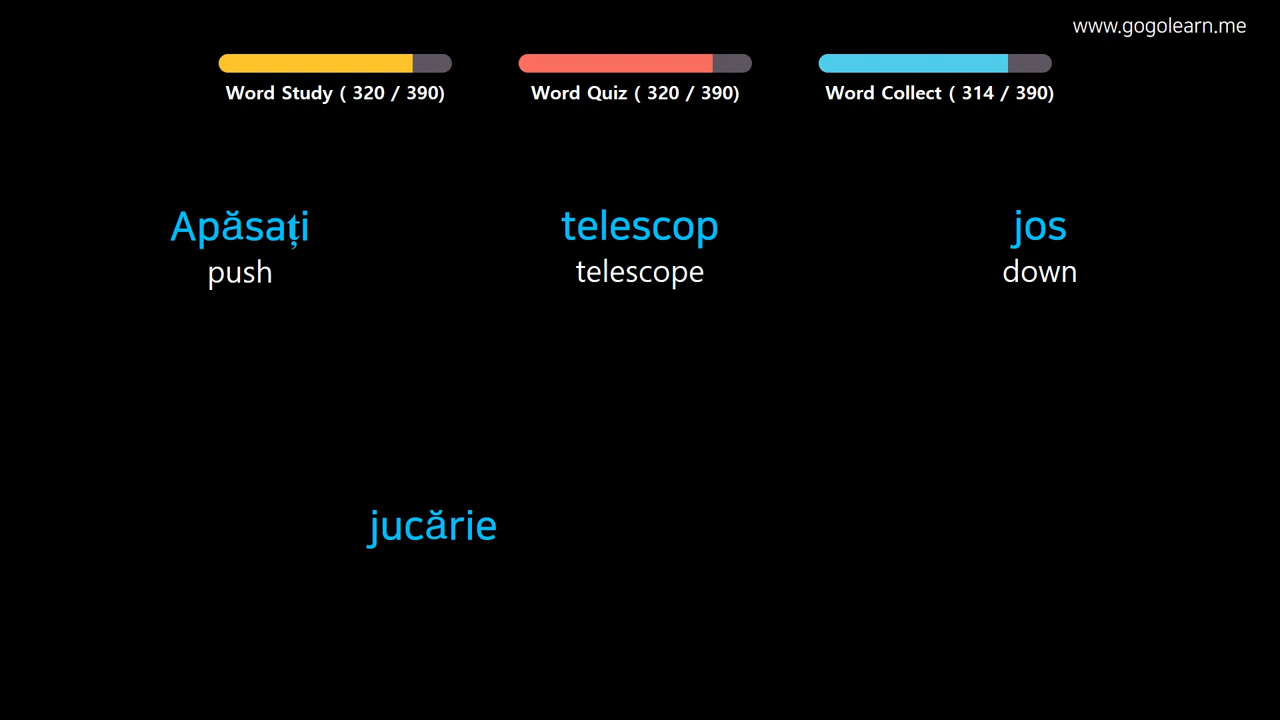 www.gogolearn.me
Word Study ( 320 / 390)
Word Quiz ( 320 / 390)
Word Collect ( 314 / 390)
Apăsați
telescop
jos
push
telescope
down
jucărie